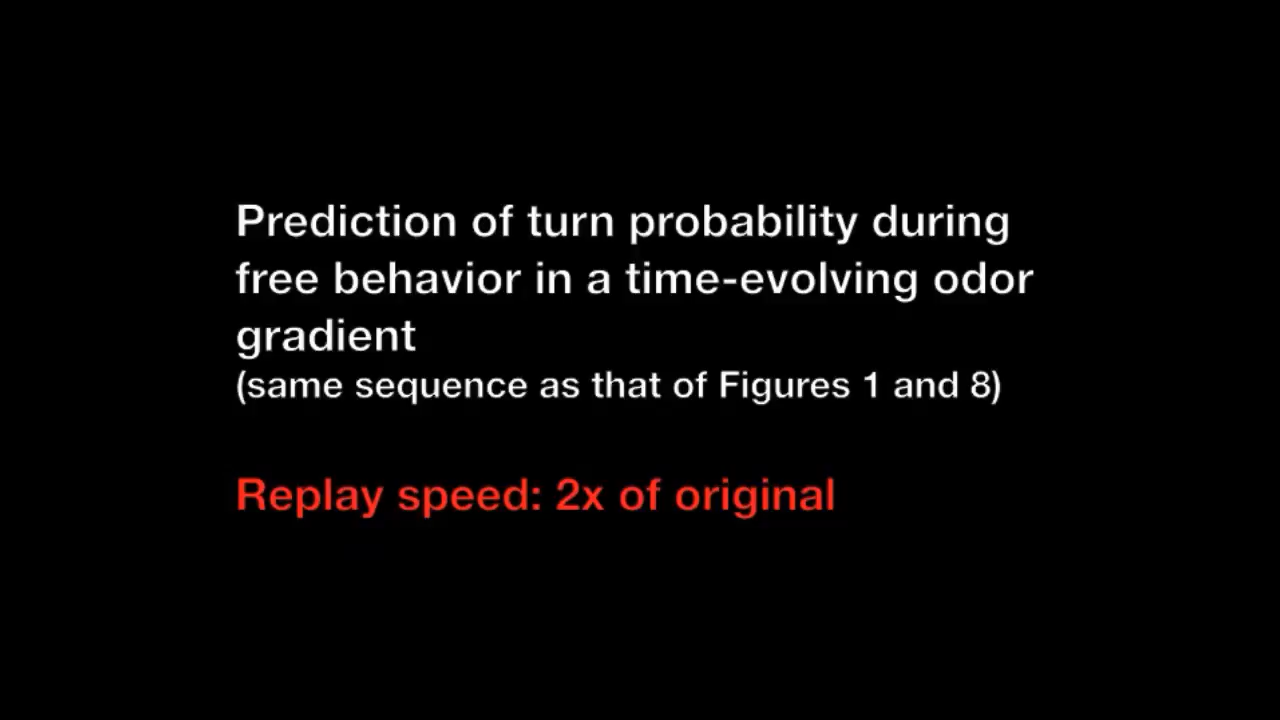 Prediction of turn probability during
free behavior in a time-evolving odor
gradient
(same sequence as that of Figures 1 and 8)
Replay speed: 2x of original